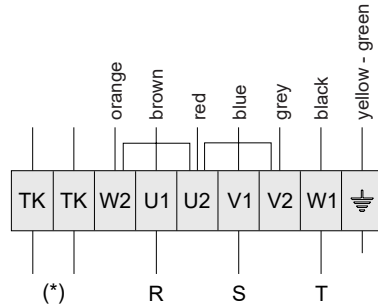 orange
brown
red
blue
grey
black
yellow - green
TK TK W2 U1 U2 V1 V2 W1
(*) R S T